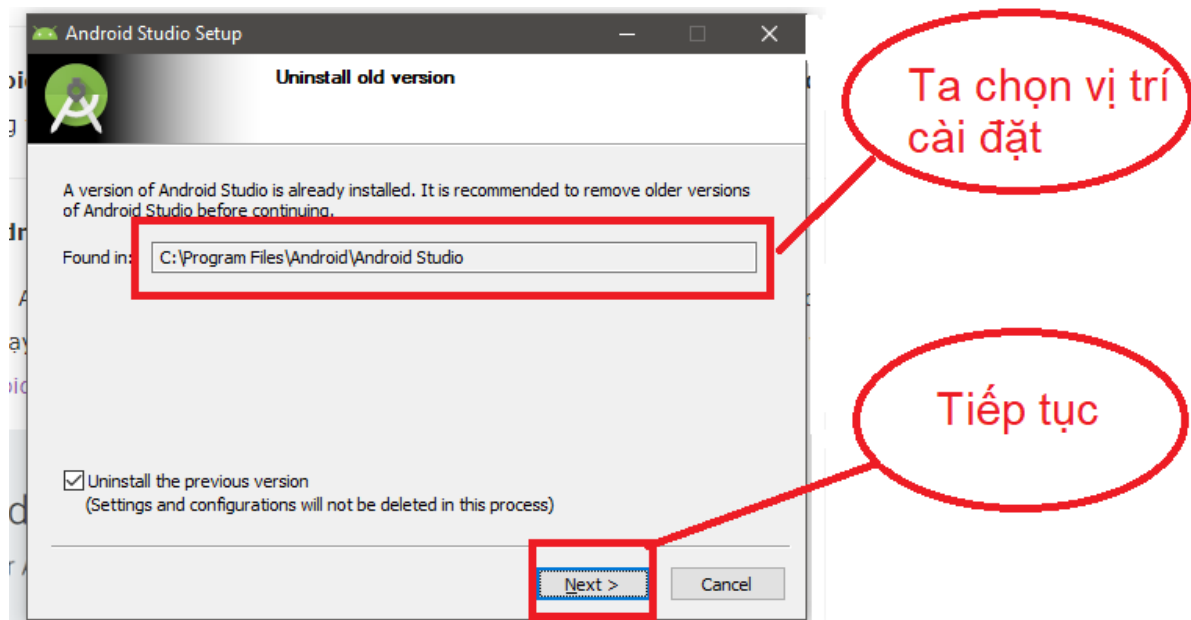 Android Studio Setup
Uninstall old version
A version of Android Studio is already installed. It is recommended to remove older versions
of Android Studio before continuing.
Found in:
C:\Program Files\Android\Android Studio
Uninstall the previous version
(Settings and configurations will not be deleted in this process)
Next >
Cancel
Ta chọn vị trí
cài đặt
Tiếp tục